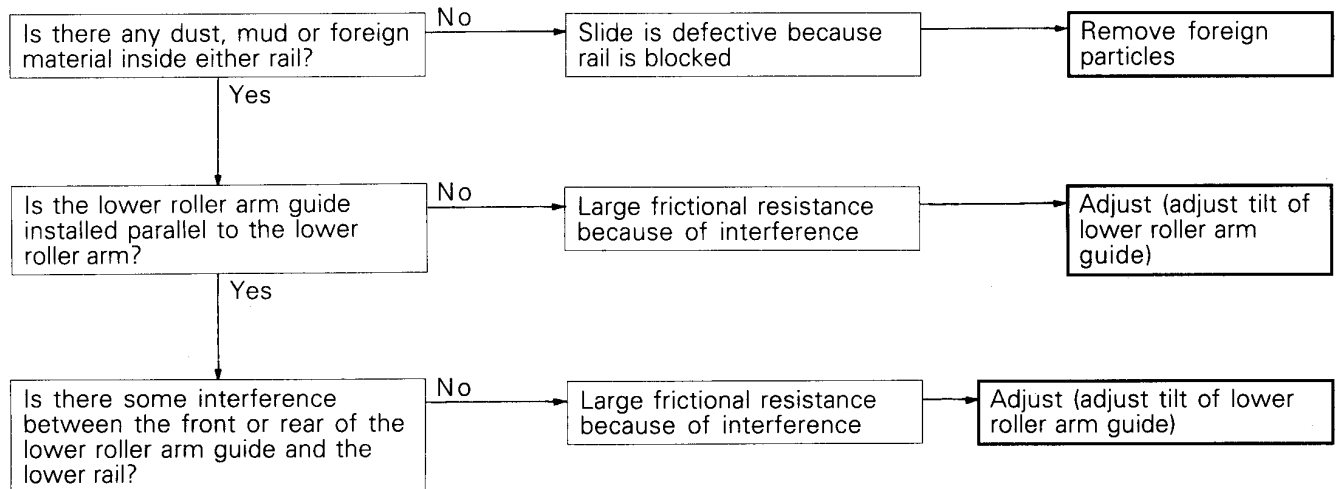 Is there any dust, mud or foreign
material inside either rail?
No
Slide is defective because
rail is blocked
Remove foreign
particles
Yes
Is the lower roller arm guide
installed parallel to the lower
roller arm?
No
Large frictional resistance
because of interference
Adjust (adjust tilt of
lower roller arm
guide)
Yes
Is there some interference
between the front or rear of the
lower roller arm guide and the
lower rail?
No
Large frictional resistance
because of interference
Adjust (adjust tilt of lower
roller arm guide)